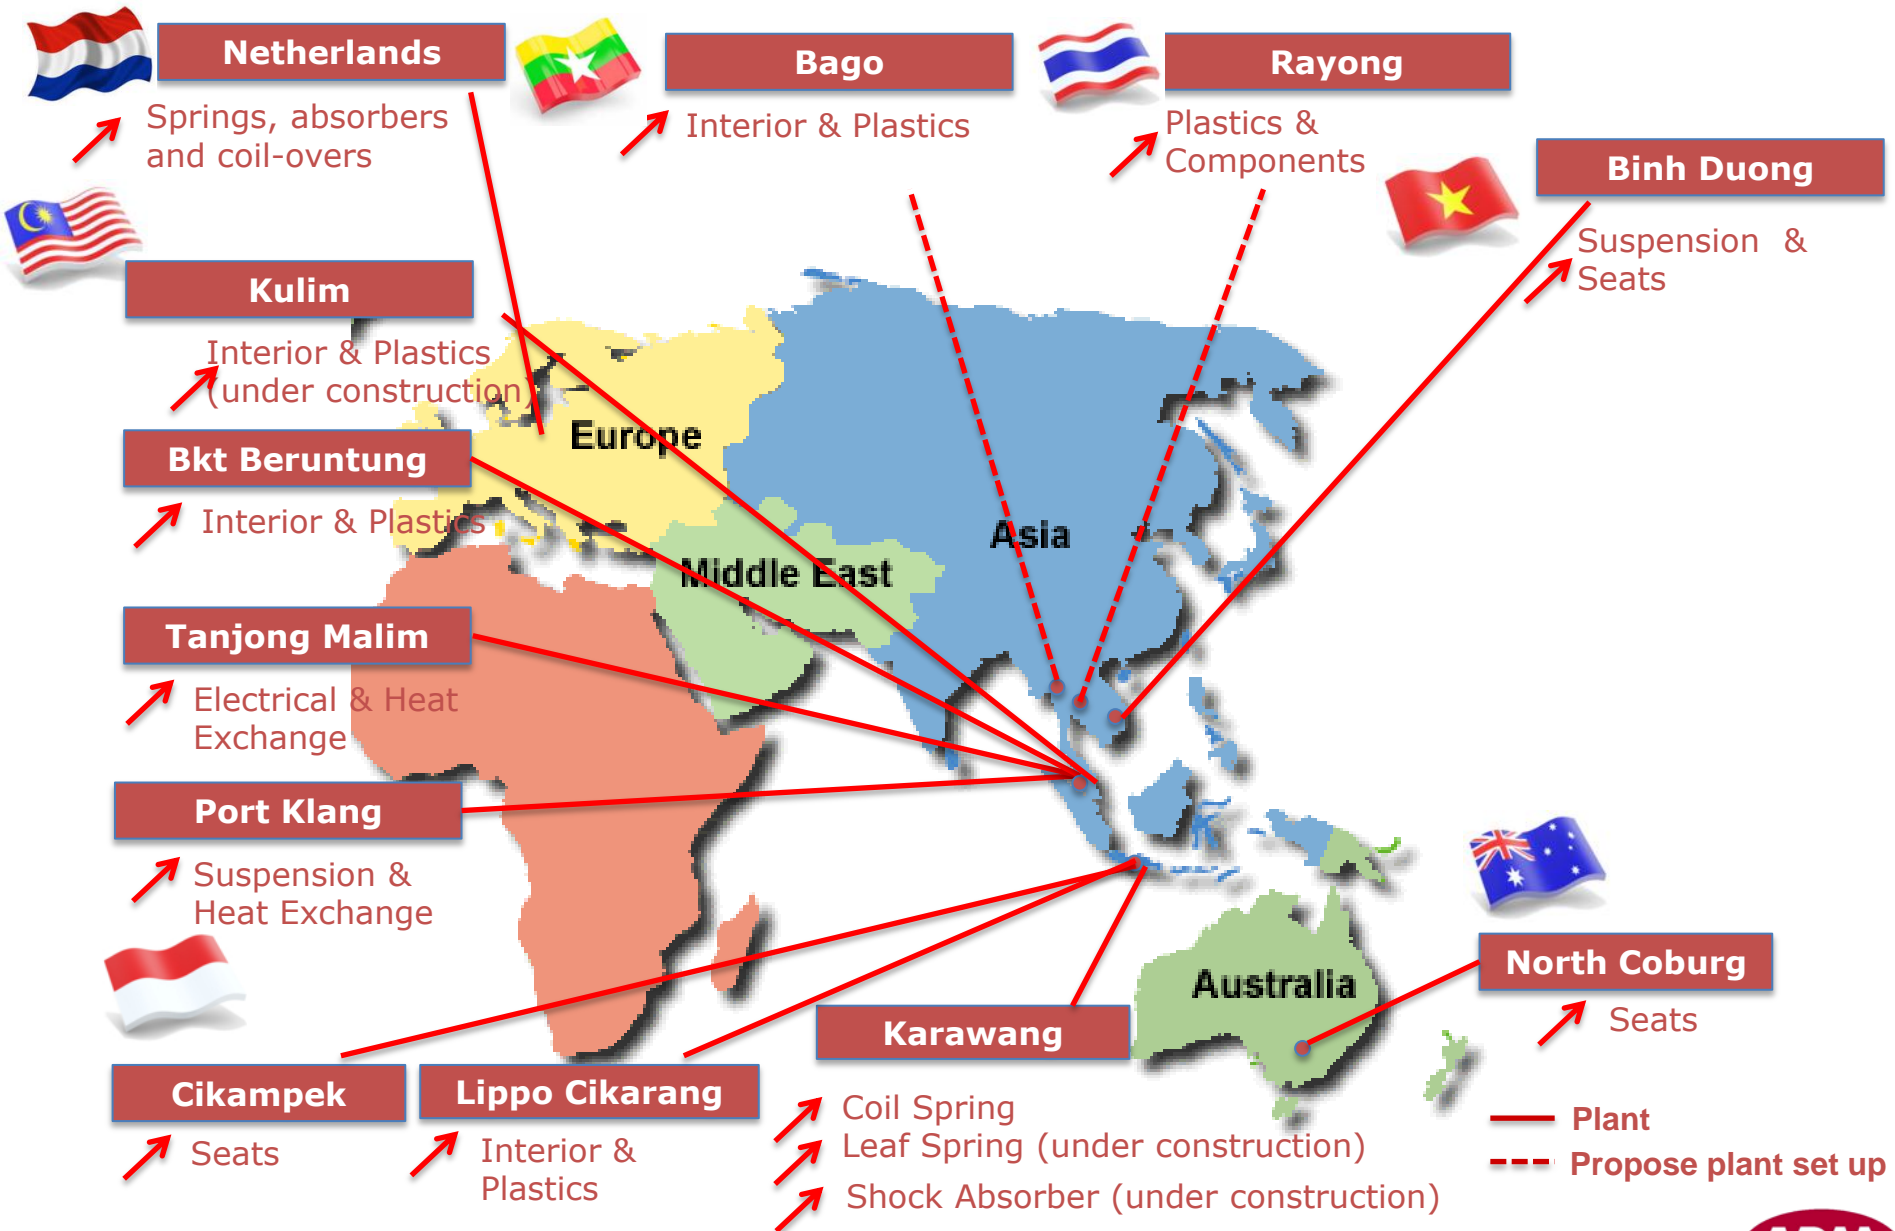 Netherlands
Springs, absorbers
and coil-overs
Bago
Interior & Plastics
Rayong
Plastics &
Components
Binh Duong
Suspension &
Seats
Kulim
Interior & Plastics
(under construction)
Bkt Beruntung
Interior & Plastics
Tanjong Malim
Electrical & Heat
Exchange
Port Klang
Suspension &
Heat Exchange
Europe
Middle East
Asia
Australia
North Coburg
Seats
Cikampek
Seats
Lippo Cikarang
Interior &
Plastics
Karawang
Coil Spring
Leaf Spring (under construction)
Shock Absorber (under construction)
Plant
Propose plant set up